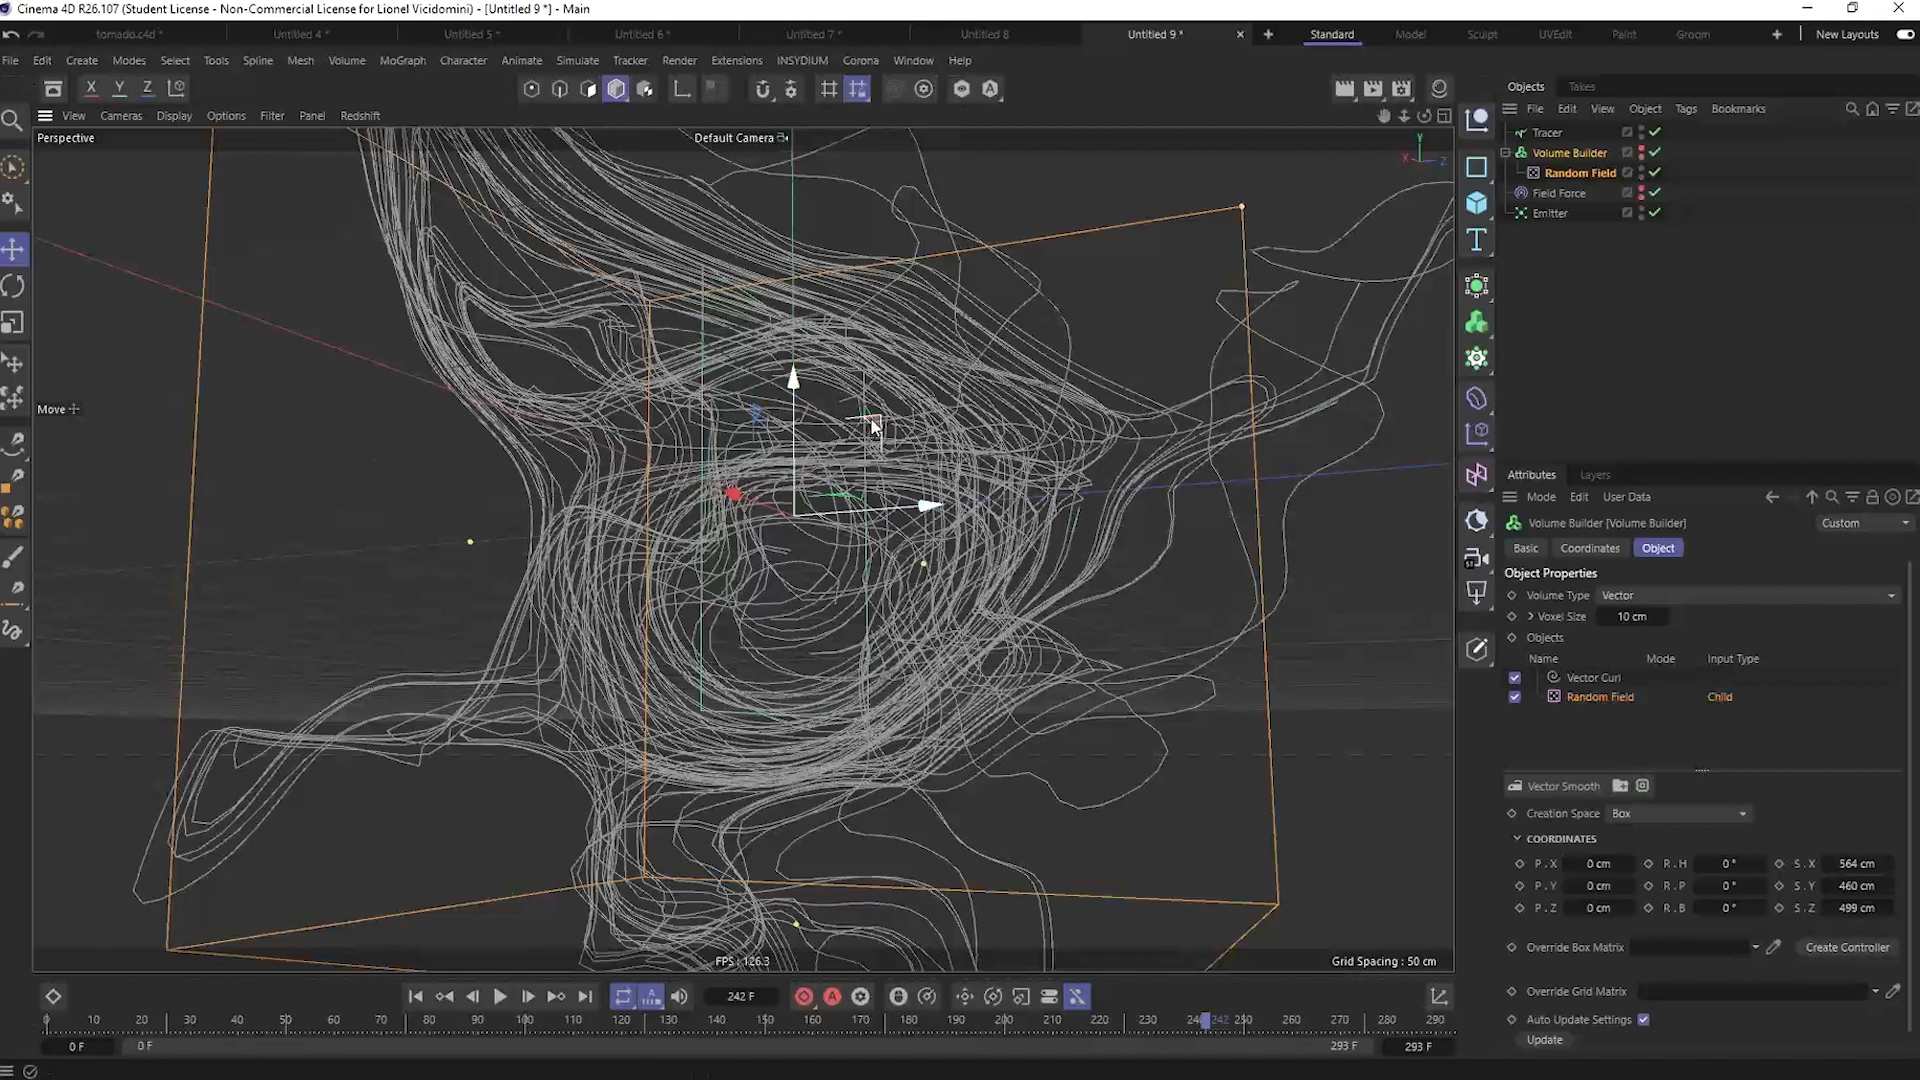 Cinema 4D R26.107 (Student License - Non-Commercial License for Lionel Vicidomini) - [Untitled 9 *] - Main
tornado.c4d * Untitled 4 * Untitled 5 * Untitled 6 * Untitled 7 * Untitled 8 Untitled 9 * Standard Model Sculpt UVEdit Paint Groom New Layouts
File Edit Create Modes Select Tools Spline Mesh Volume MoGraph Character Animate Simulate Tracker Render Extensions INSYDIUM Corona Window Help
X Y Z
Objects Takes
File Edit View Object Tags Bookmarks
View Cameras Display Options Filter Panel Redshift
Perspective
Default Camera
Y
X Z
Tracer
Volume Builder
Random Field
Field Force
Emitter
Move
Attributes Layers
Mode Edit User Data
Volume Builder [Volume Builder] Custom
Basic Coordinates Object
Object Properties
Volume Type Vector
Voxel Size 10 cm
Objects
Name Mode Input Type
Vector Curl
Random Field Child
Vector Smooth
Creation Space Box
COORDINATES
P . X 0 cm R . H 0 ° S . X 564 cm
P . Y 0 cm R . P 0 ° S . Y 460 cm
P . Z 0 cm R . B 0 ° S . Z 499 cm
Override Box Matrix Create Controller
Override Grid Matrix
Auto Update Settings
Update
FPS : 126.3
Grid Spacing : 50 cm
242 F
0 10 20 30 40 50 60 70 80 90 100 110 120 130 140 150 160 170 180 190 200 210 220 230 240 242 250 260 270 280 290
0 F 0 F 293 F 293 F